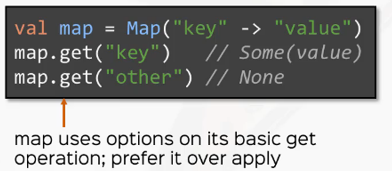 val map = Map("key" -> "value")
map.get("key")   // Some(value)
map.get("other") // None
map uses options on its basic get
operation; prefer it over apply